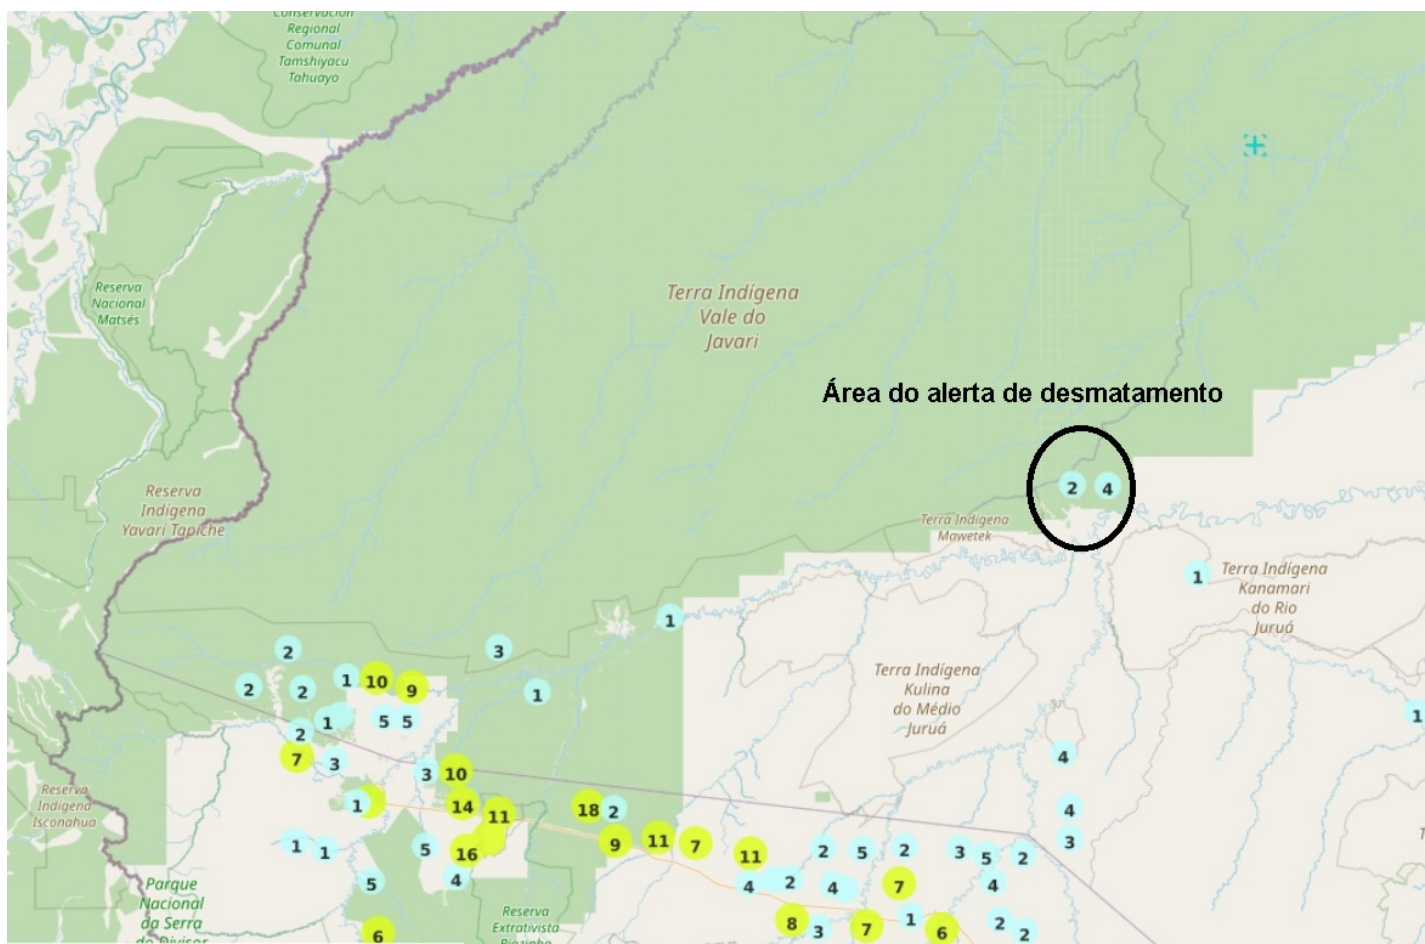 Conservación
Regional
Comunal
Tamshiyacu
Tahuayo
Terra Indígena
Vale do
Javari
Reserva
Nacional
Matsés
Área do alerta de desmatamento
Reserva
Indígena
Yavari Tapiche
2
4
Terra Indígena
Mawetek
1
Terra Indígena
Kanamari
do Rio
Juruá
1
2
3
Terra Indígena
Kulina
do Médio
Juruá
2
2
1
10
9
1
1
5
5
1
2
7
3
3
10
4
Reserva
Indígena
Isconahua
1
14
11
18
2
4
9
11
7
3
1
1
5
16
11
2
5
2
3
5
2
5
4
4
2
4
7
4
Parque
Nacional
da Serra
do Divisor
Reserva
Extrativista
Riozinho
6
8
3
7
1
6
2
2